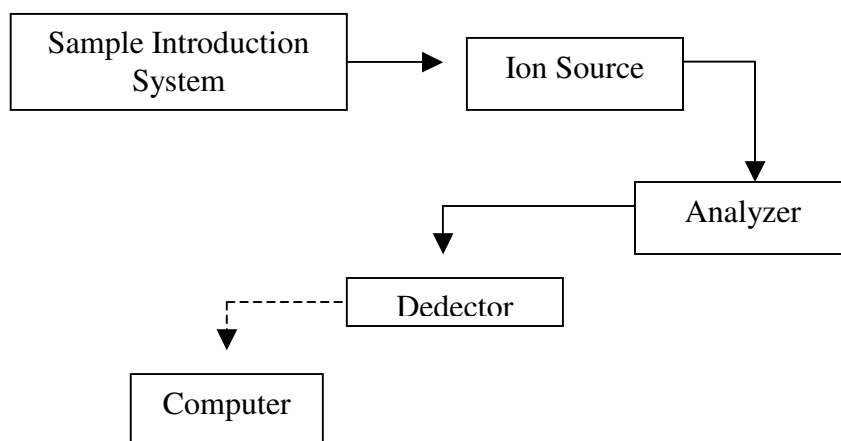 Sample Introduction
System
Ion Source
Analyzer
Dedector
Computer